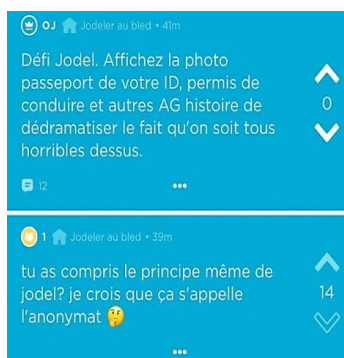 OJ Jodeler au bled • 41m
Défi Jodel. Affichez la photo
passeport de votre ID, permis de
conduire et autres AG histoire de
dédramatiser le fait qu'on soit tous
horribles dessus.
0
12
1 Jodeler au bled • 39m
tu as compris le principe même de
jodel? je crois que ça s'appelle
l'anonymat 🤔
14